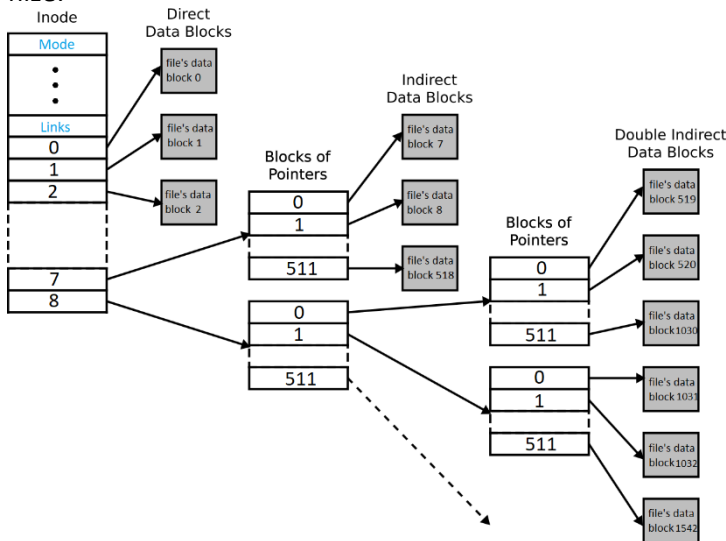 Inode
Mode
Links
0
1
2
7
8
Direct
Data Blocks
file's data
block 0
file's data
block 1
file's data
block 2
Blocks of
Pointers
0
1
511
0
1
511
Indirect
Data Blocks
file's data
block 7
file's data
block 8
file's data
block 518
Blocks of
Pointers
0
1
511
0
1
511
Double Indirect
Data Blocks
file's data
block 519
file's data
block 520
file's data
block1030
file's data
block1031
file's data
block1032
file's data
block1542